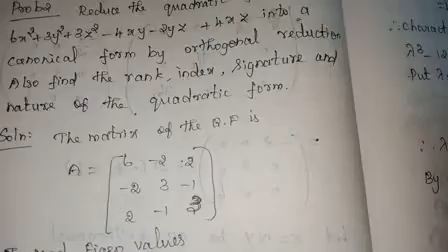 Prob2 Reduce the quadratic
6x²+3y²+3z²-4xy-2yz+4xz into a
canonical form by orthogonal reduction
Also find the rank, index, signature and
nature of the quadratic form.
Soln: The matrix of the Q.F is
A = [ 6 -2 2
-2 3 -1
2 -1 3 ]
Eigen values
∴ Charact
λ³-12
Put λ
∴ λ
By